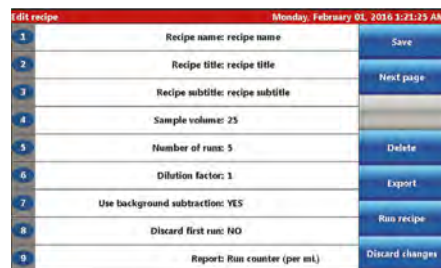 Edit recipe Monday, February 01, 2016 1:21:25 AM
1 Recipe name: recipe name
Save
2 Recipe title: recipe title
Next page
3 Recipe subtitle: recipe subtitle
4 Sample volume: 25
5 Number of runs: 5
Delete
6 Dilution factor: 1
Export
7 Use background subtraction: YES
Run recipe
8 Discard first run: NO
9 Report: Run counter (per mL)
Discard changes